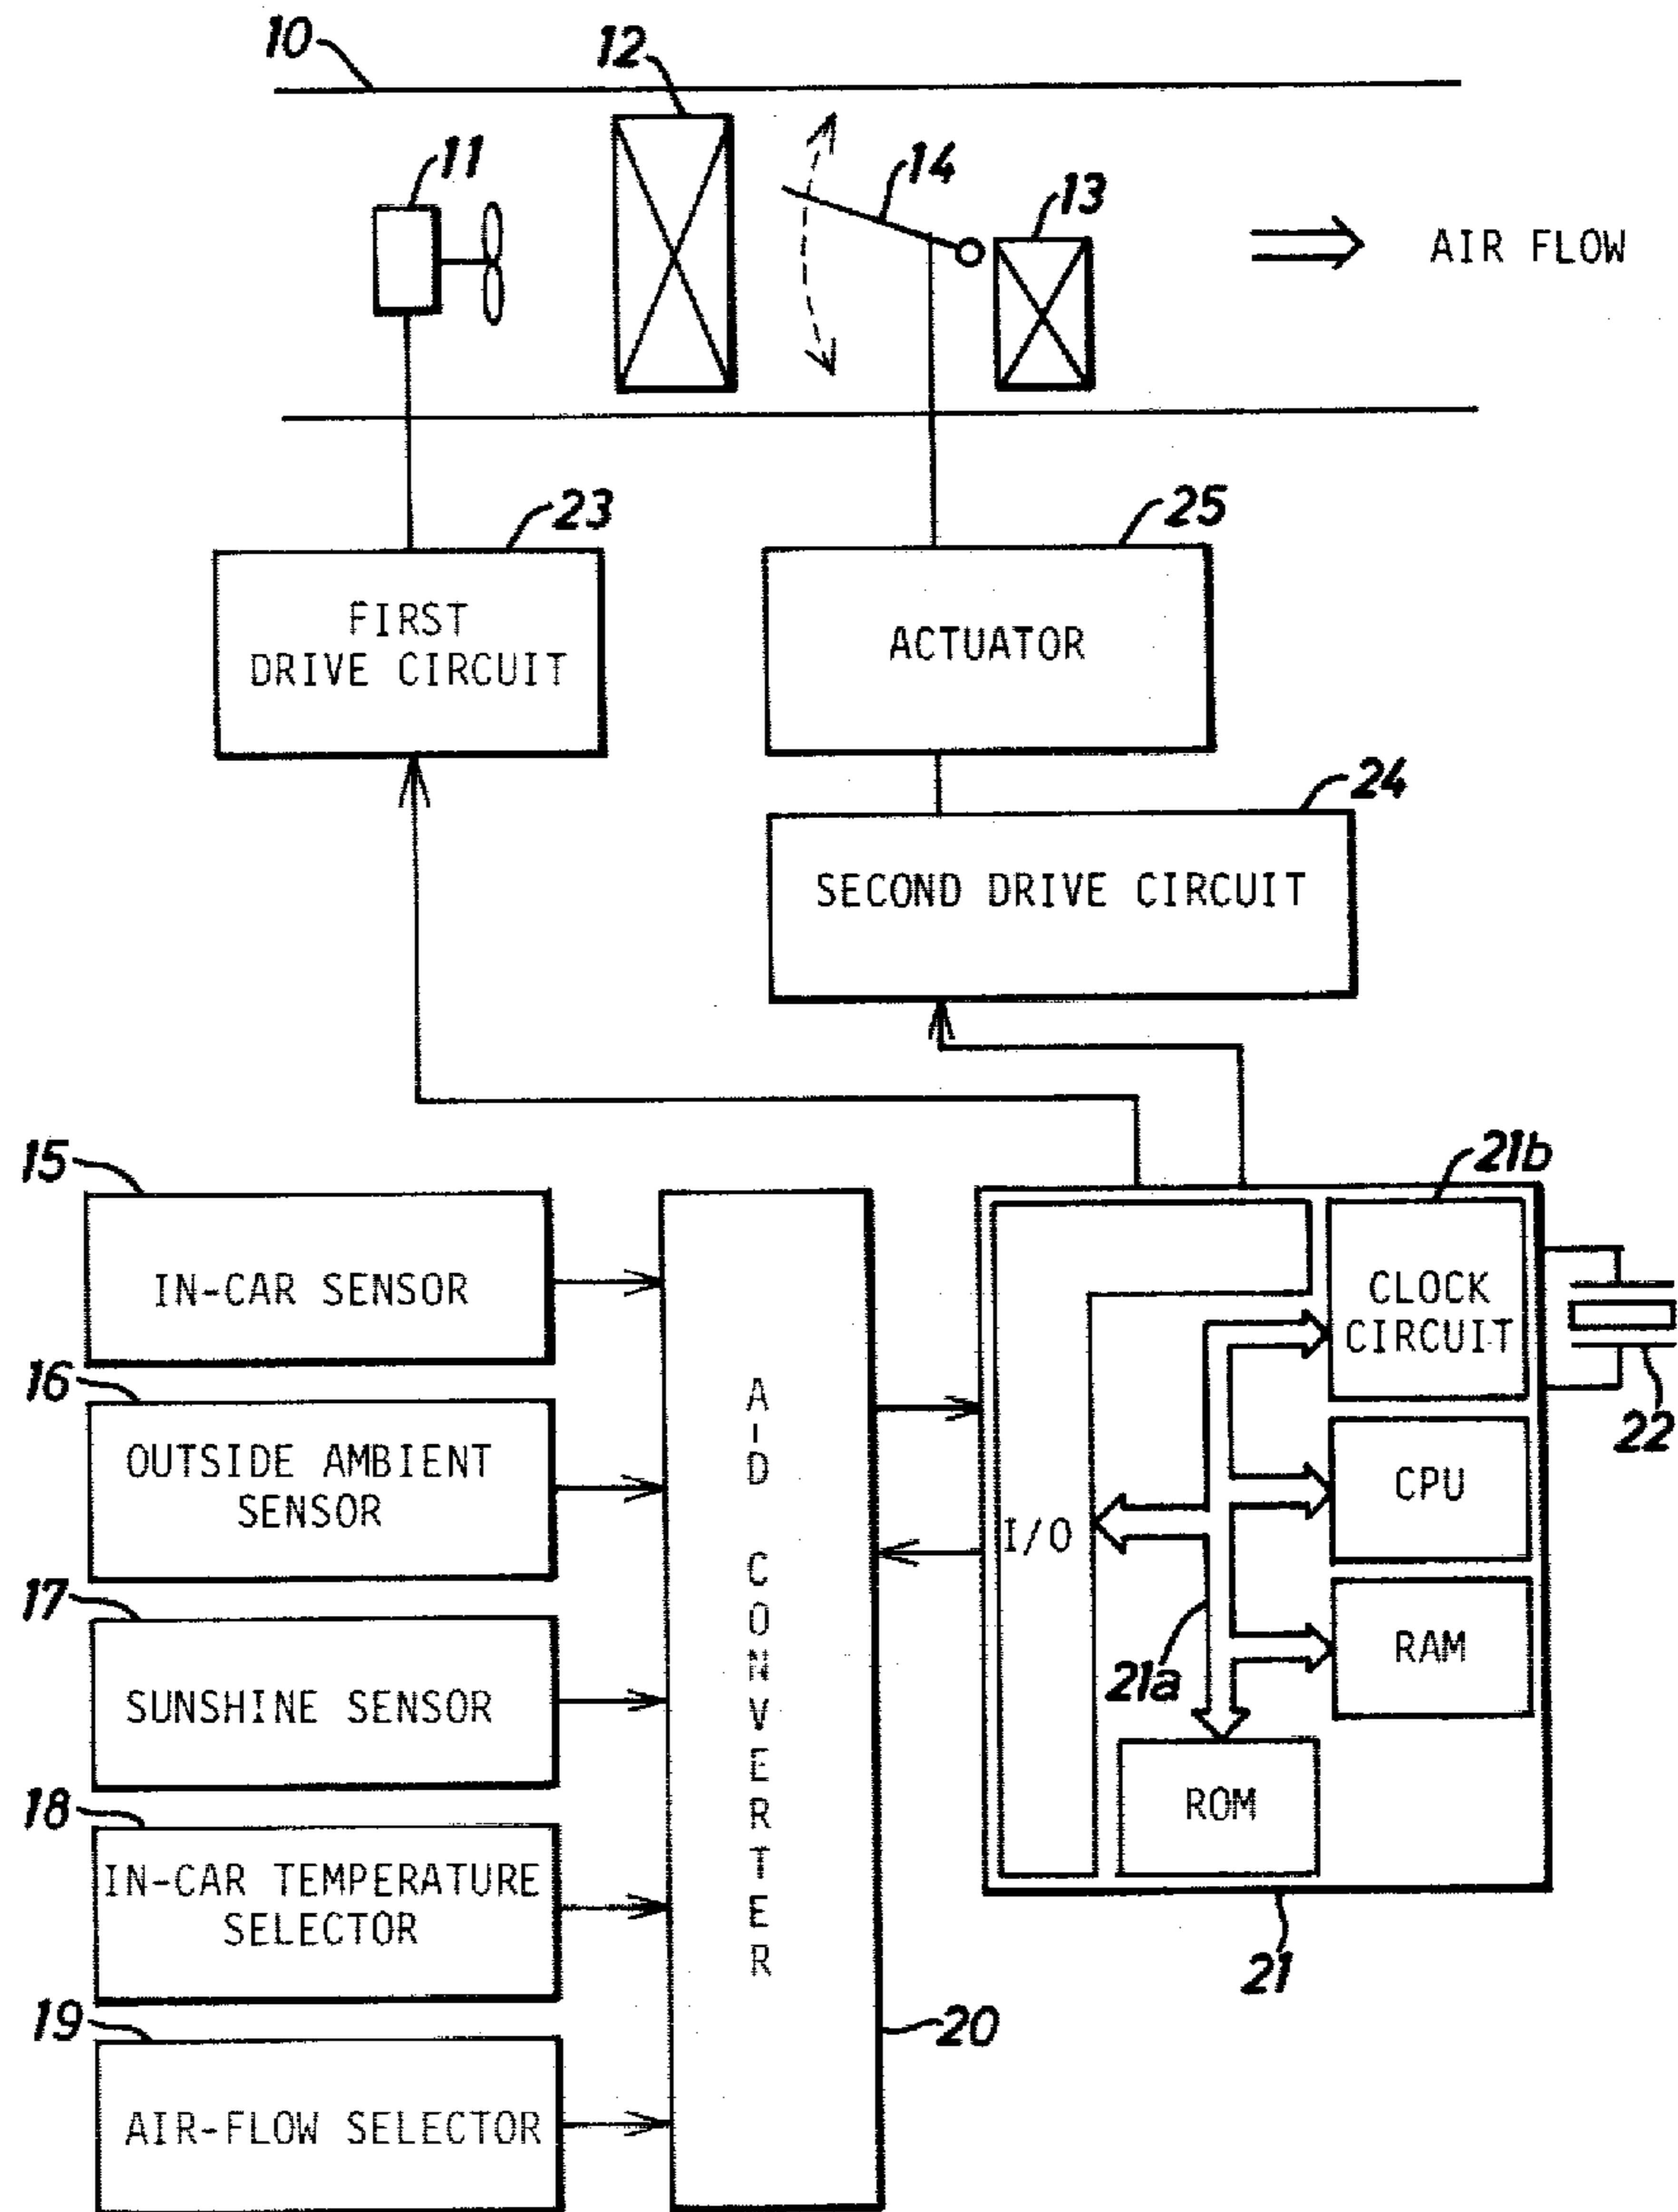 10
12
11
14
13
AIR FLOW
23
25
FIRST
DRIVE CIRCUIT
ACTUATOR
24
SECOND DRIVE CIRCUIT
15
21b
IN-CAR SENSOR
CLOCK
CIRCUIT
16
22
OUTSIDE AMBIENT
SENSOR
A-D CONVERTER
CPU
I/O
17
21a
RAM
SUNSHINE SENSOR
ROM
18
IN-CAR TEMPERATURE
SELECTOR
21
19
20
AIR-FLOW SELECTOR